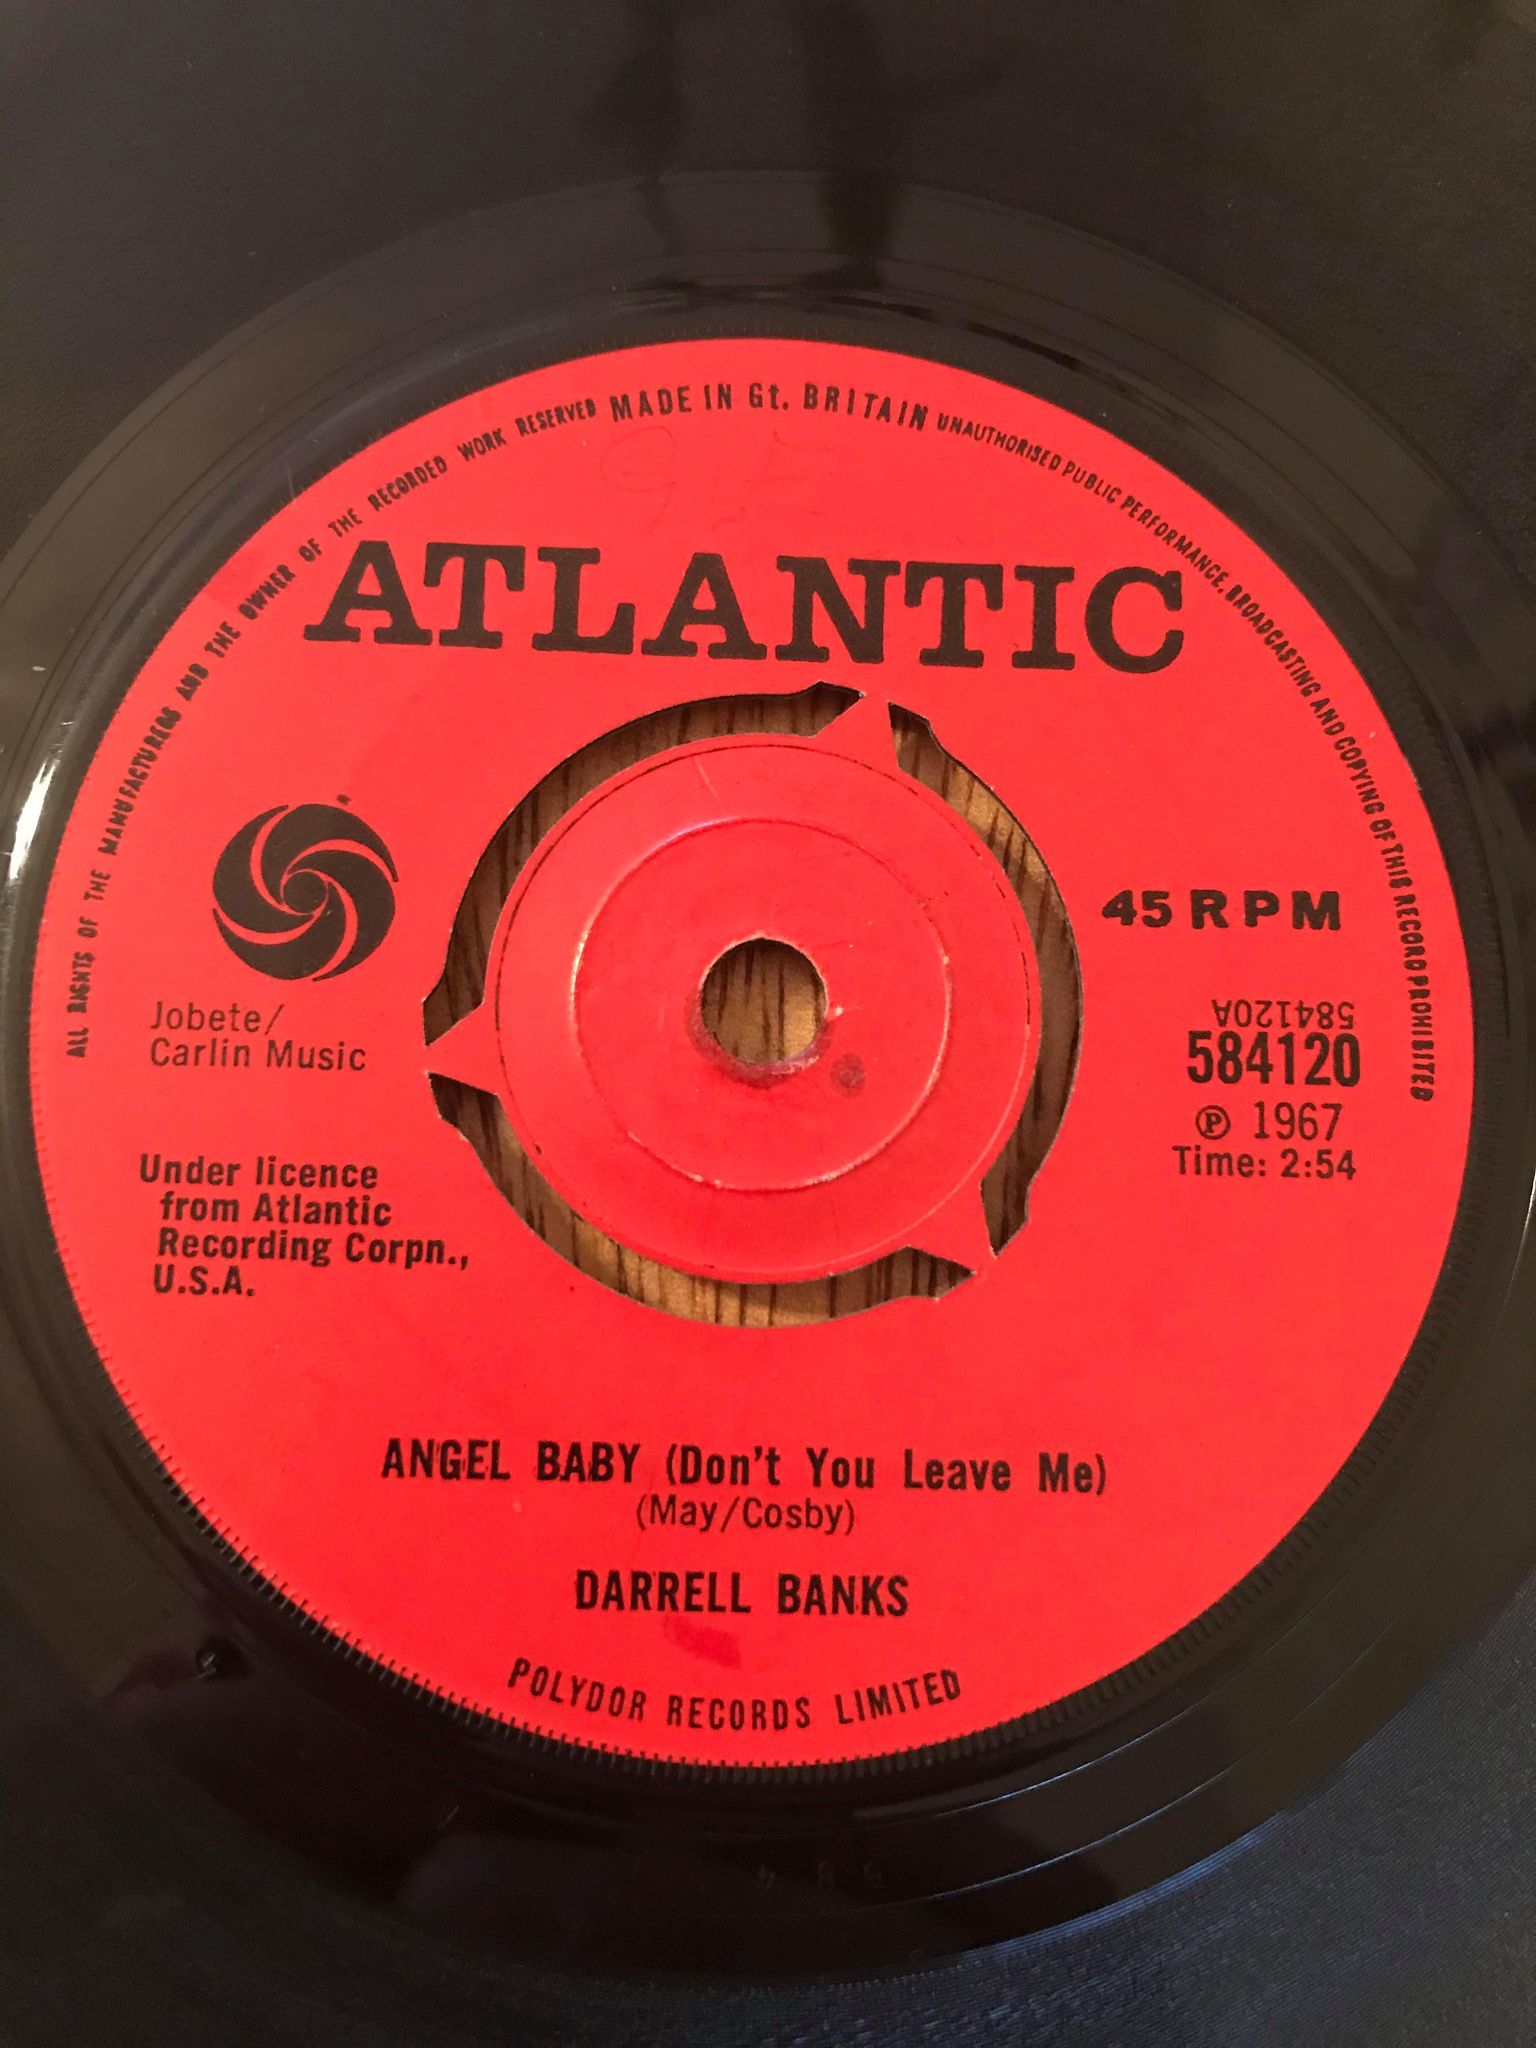 ALL RIGHTS OF THE MANUFACTURERS AND THE OWNER OF THE RECORDED WORK RESERVED MADE IN Gt. BRITAIN UNAUTHORISED PUBLIC PERFORMANCE, BROADCASTING AND COPYING OF THIS RECORD PROHIBITED
ATLANTIC
45 RPM
Jobete/
Carlin Music
584120A
584120
℗ 1967
Time: 2:54
Under licence
from Atlantic
Recording Corpn.,
U.S.A.
ANGEL BABY (Don't You Leave Me)
(May/Cosby)
DARRELL BANKS
POLYDOR RECORDS LIMITED